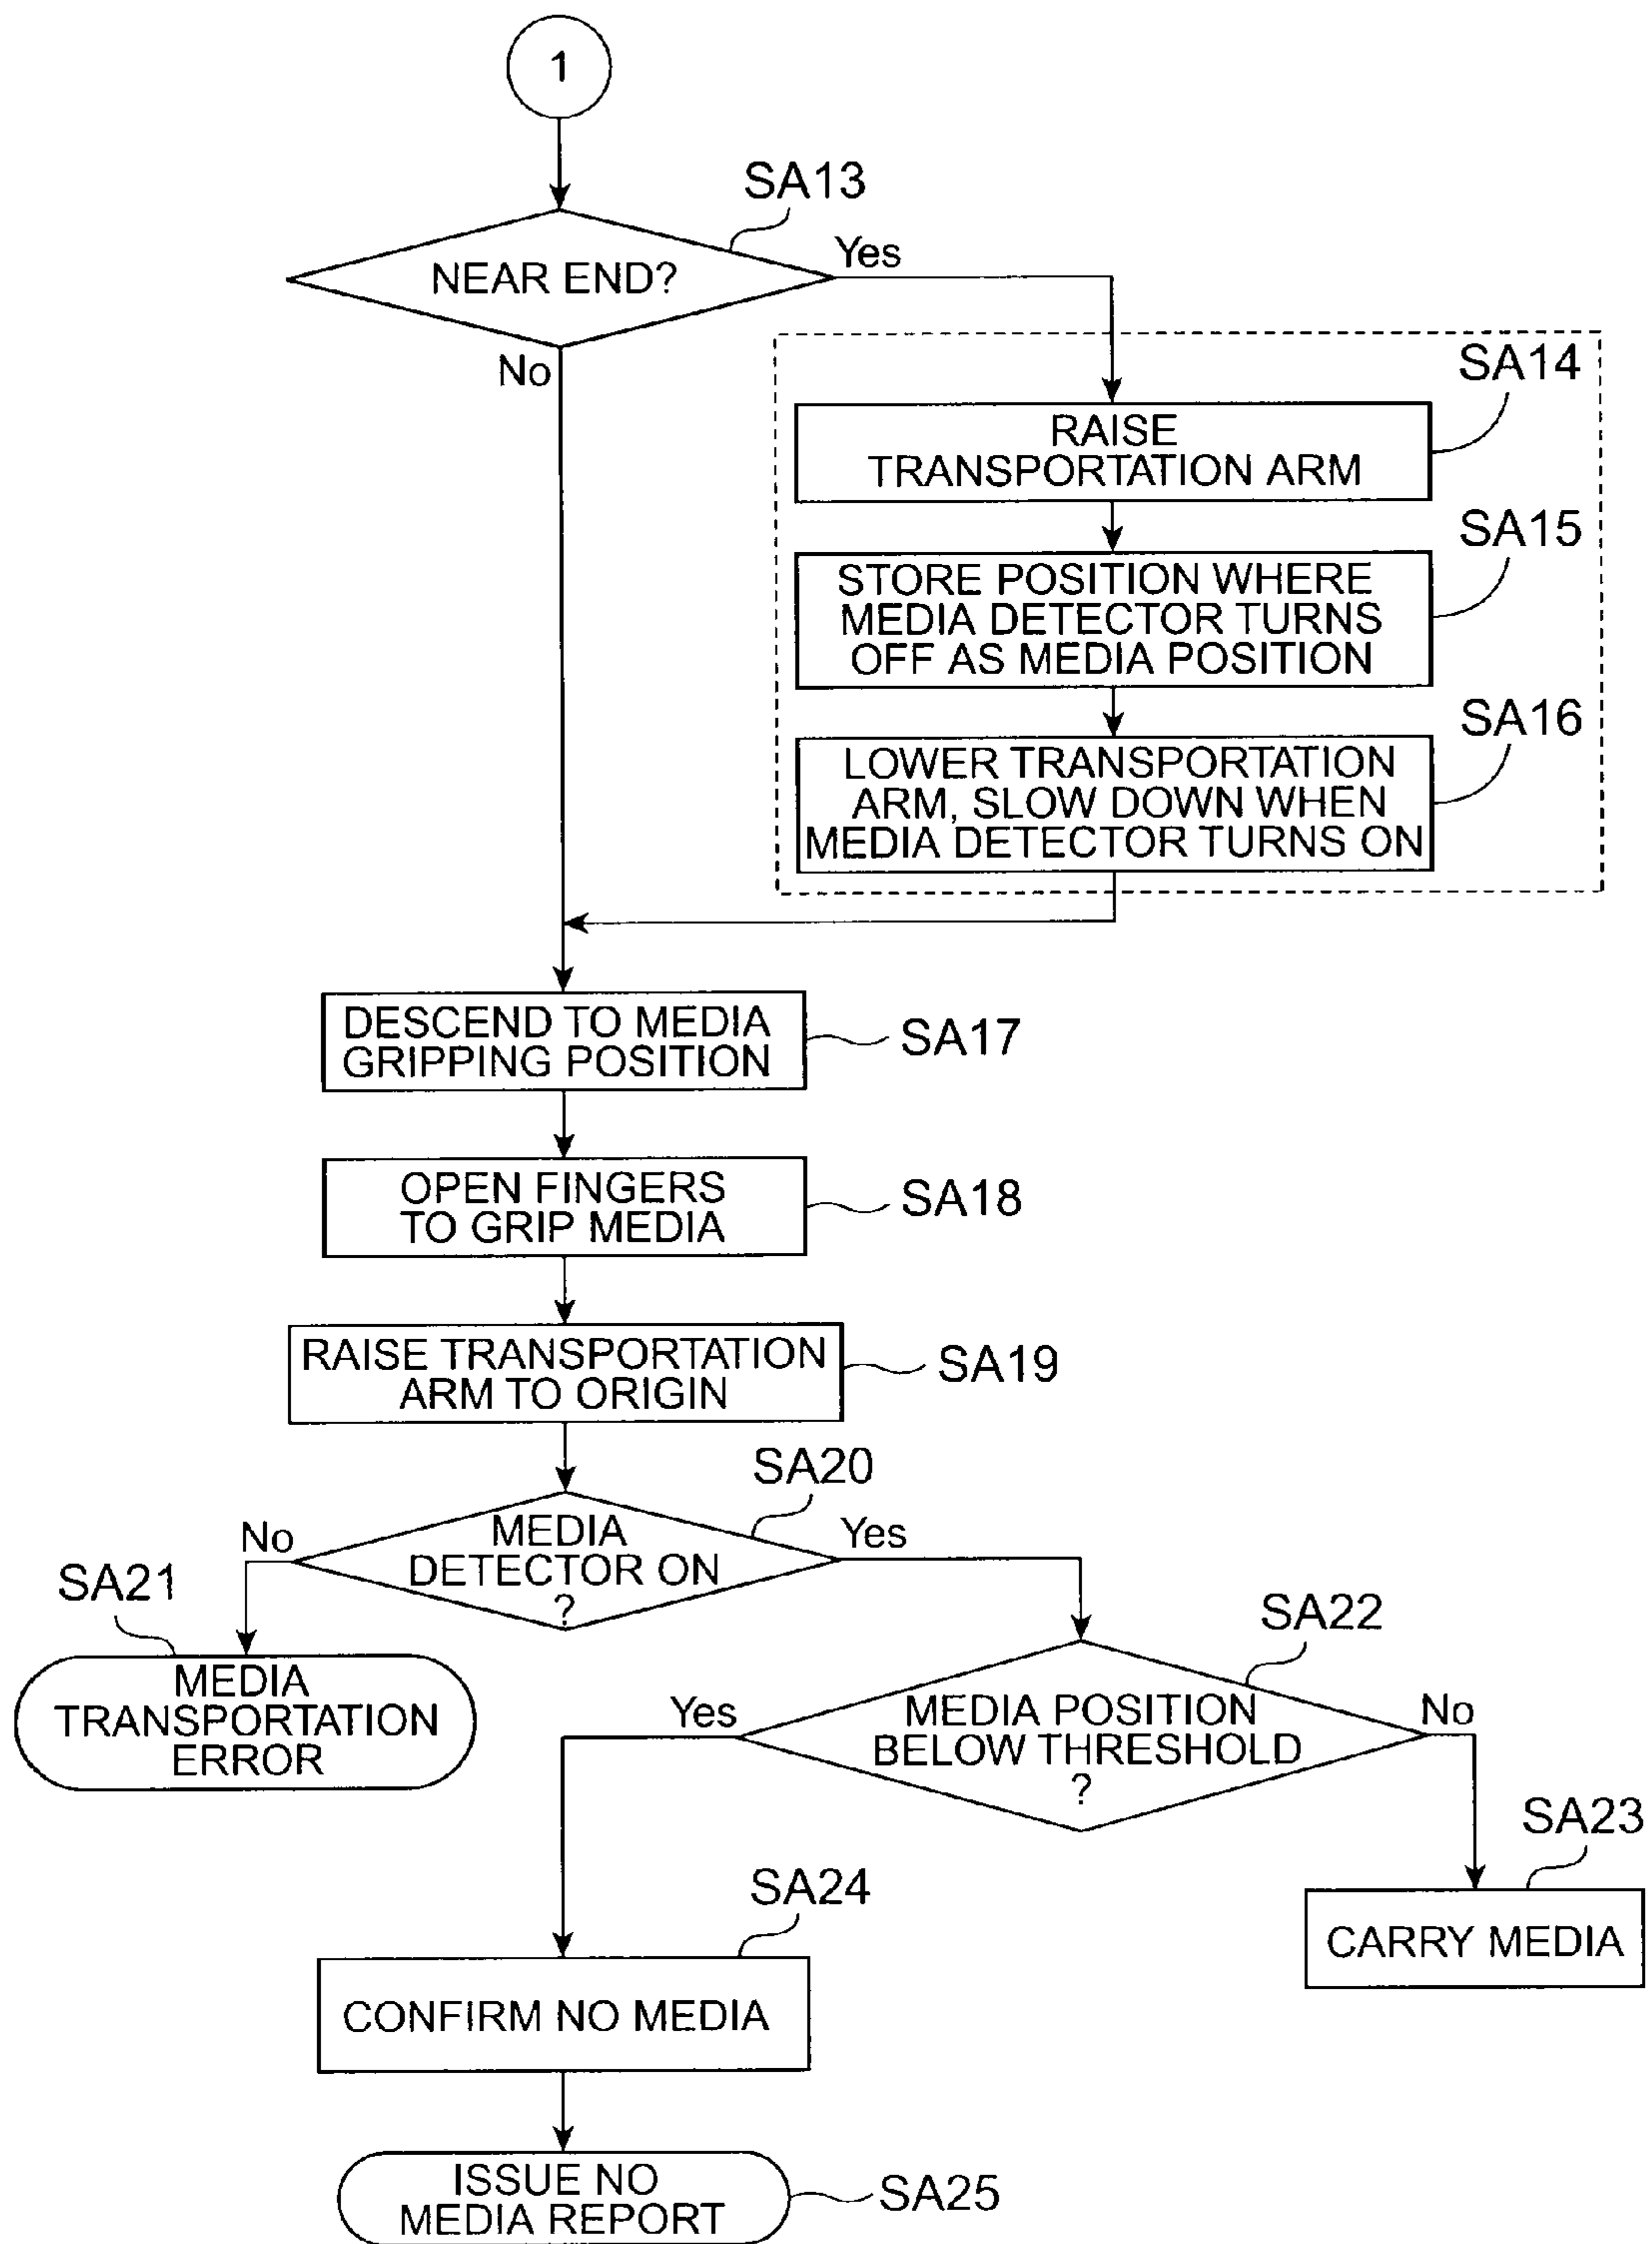 1
SA13
NEAR END?
Yes
No
SA14
RAISE
TRANSPORTATION ARM
SA15
STORE POSITION WHERE
MEDIA DETECTOR TURNS
OFF AS MEDIA POSITION
SA16
LOWER TRANSPORTATION
ARM, SLOW DOWN WHEN
MEDIA DETECTOR TURNS ON
DESCEND TO MEDIA
GRIPPING POSITION
SA17
OPEN FINGERS
TO GRIP MEDIA
SA18
RAISE TRANSPORTATION
ARM TO ORIGIN
SA19
SA20
MEDIA
DETECTOR ON
?
No
Yes
SA21
MEDIA
TRANSPORTATION
ERROR
SA22
MEDIA POSITION
BELOW THRESHOLD
?
Yes
No
SA23
CARRY MEDIA
SA24
CONFIRM NO MEDIA
ISSUE NO
MEDIA REPORT
SA25